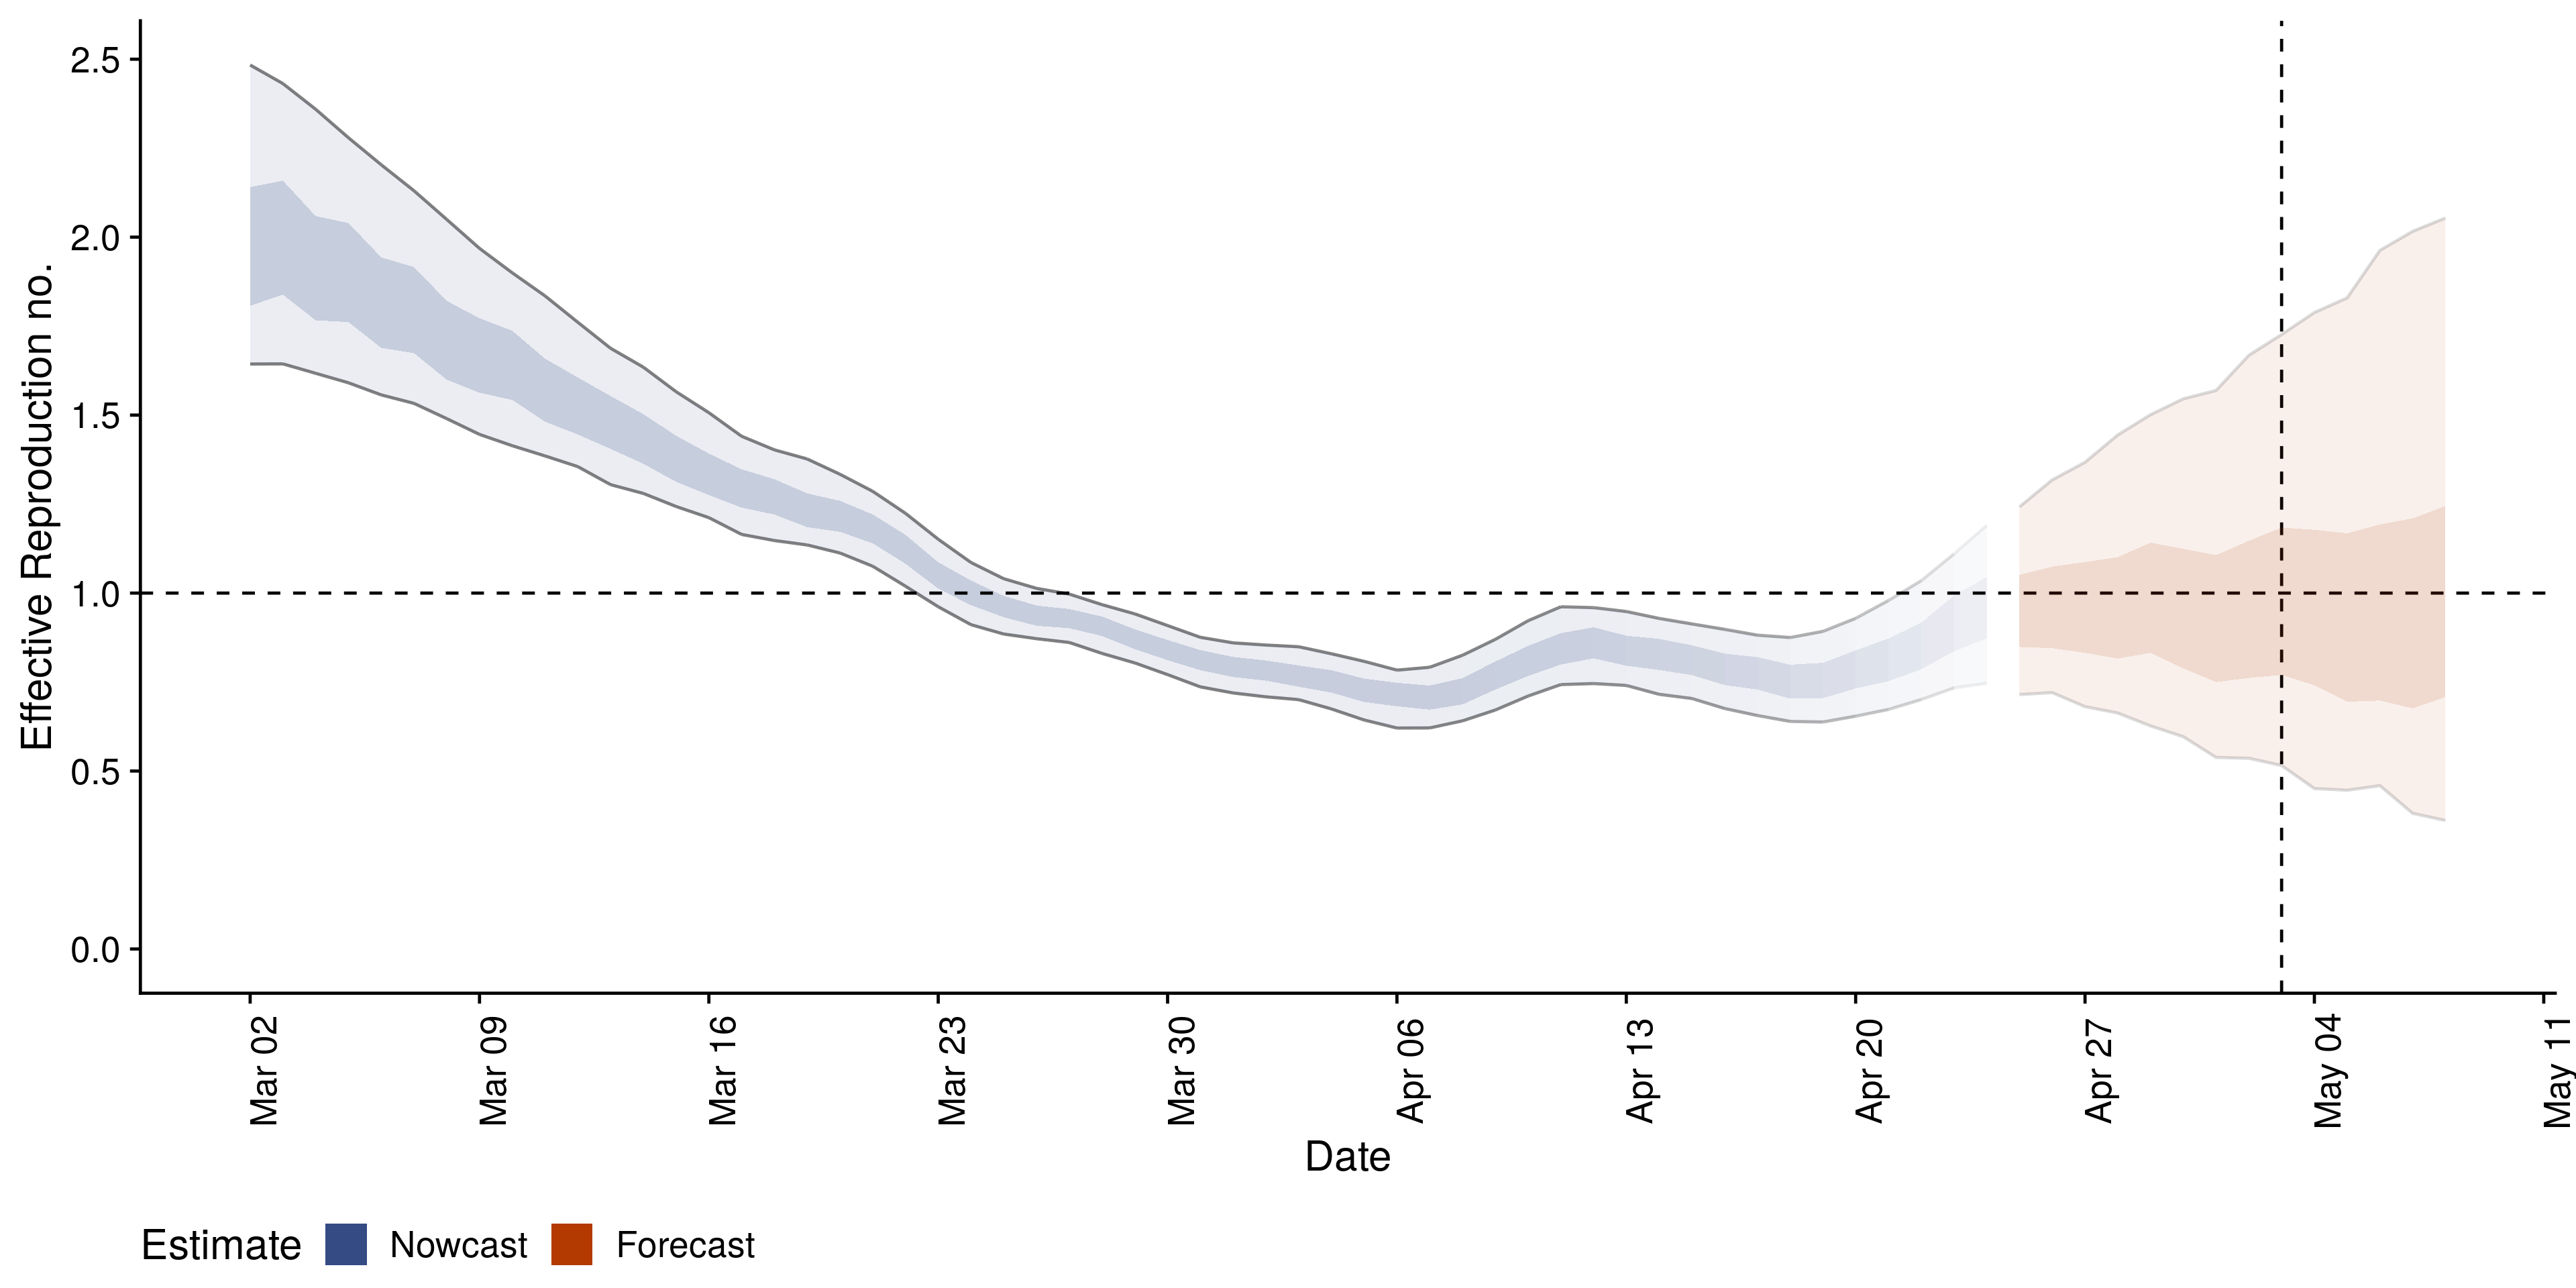 Effective Reproduction no.
2.5
2.0
1.5
1.0
0.5
0.0
Mar 02
Mar 09
Mar 16
Mar 23
Mar 30
Apr 06
Apr 13
Apr 20
Apr 27
May 04
May 11
Date
Estimate Nowcast Forecast